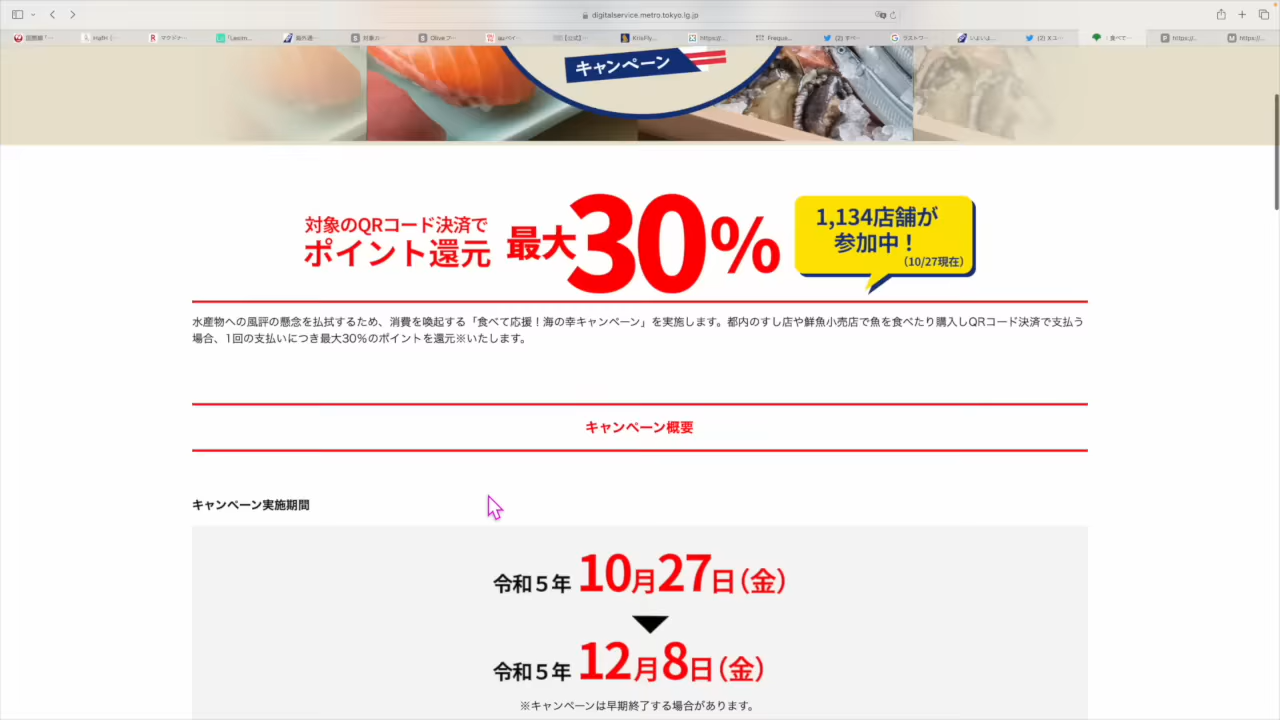 digitalservice.metro.tokyo.lg.jp
キャンペーン
対象のQRコード決済で
ポイント還元
最大30%
1,134店舗が
参加中!
(10/27現在)
水産物への風評の懸念を払拭するため、消費を喚起する「食べて応援!海の幸キャンペーン」を実施します。都内のすし店や鮮魚小売店で魚を食べたり購入しQRコード決済で支払う
場合、1回の支払いにつき最大30%のポイントを還元※いたします。
キャンペーン概要
キャンペーン実施期間
令和5年 10月27日(金)
令和5年 12月8日(金)
※キャンペーンは早期終了する場合があります。